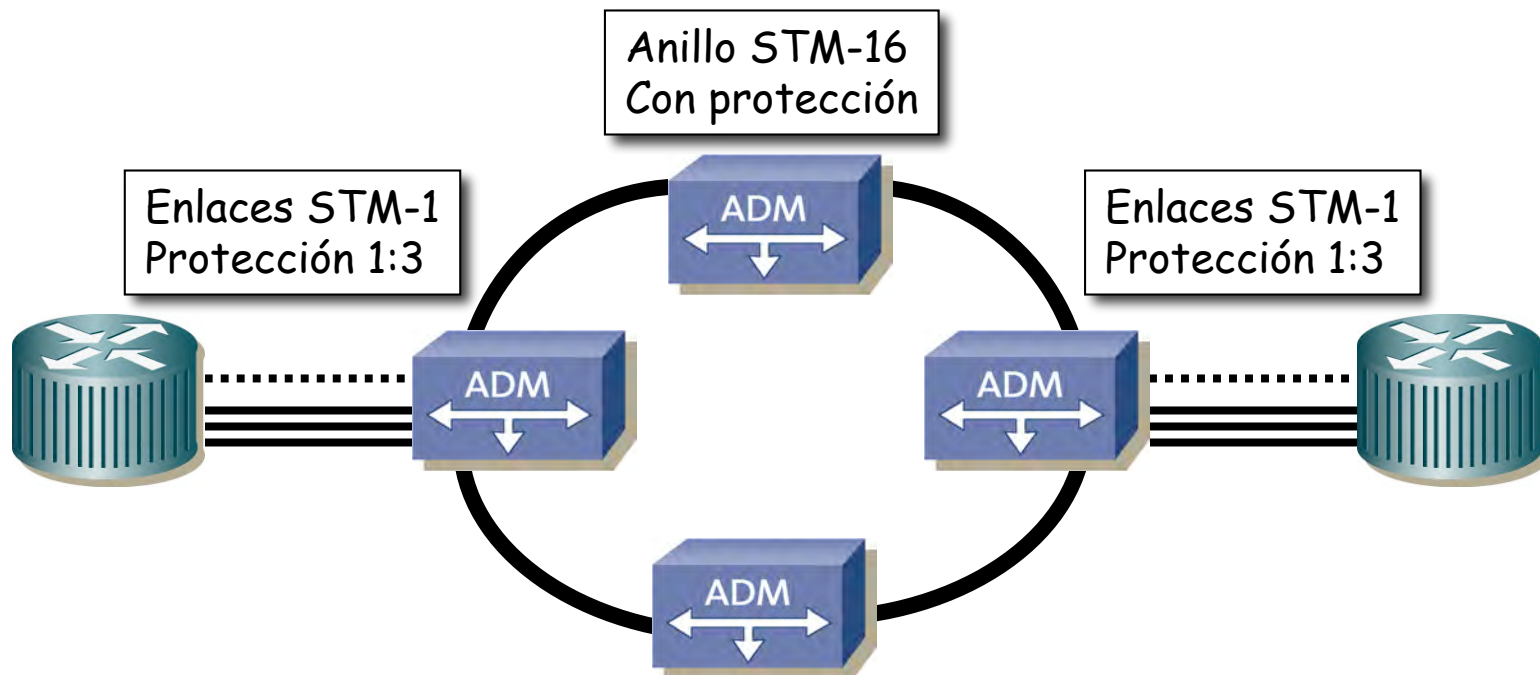 Anillo STM-16
Con protección
Enlaces STM-1
Protección 1:3
Enlaces STM-1
Protección 1:3
ADM
ADM
ADM
ADM